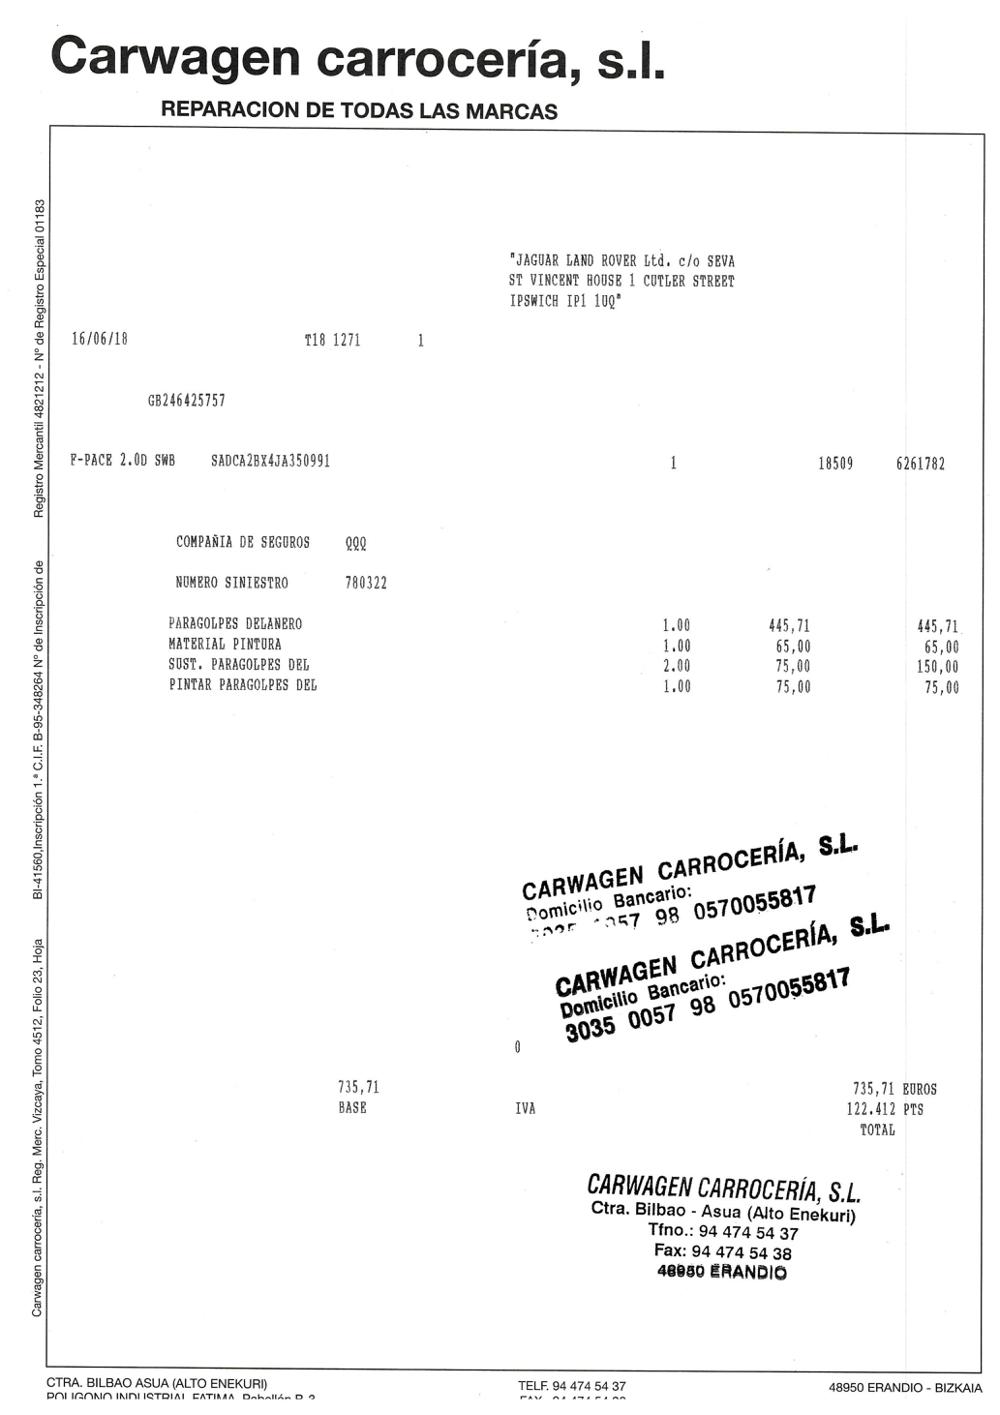 Carwagen carrocería, s.l.
REPARACION DE TODAS LAS MARCAS
"JAGUAR LAND ROVER Ltd. c/o SEVA
ST VINCENT HOUSE 1 CUTLER STREET
IPSWICH IP1 1UQ"
16/06/18 T18 1271 1
GB246425757
F-PACE 2.0D SWB SADCA2BX4JA350991 1 18509 6261782
COMPAÑIA DE SEGUROS QQQ
NUMERO SINIESTRO 780322
PARAGOLPES DELANERO 1.00 445,71 445,71
MATERIAL PINTURA 1.00 65,00 65,00
SUST. PARAGOLPES DEL 2.00 75,00 150,00
PINTAR PARAGOLPES DEL 1.00 75,00 75,00
CARWAGEN CARROCERÍA, S.L.
Domicilio Bancario:
98 0570055817
CARWAGEN CARROCERÍA, S.L.
Domicilio Bancario:
3035 0057 98 0570055817
0
735,71 735,71 EUROS
BASE IVA 122.412 PTS
TOTAL
CARWAGEN CARROCERÍA, S.L.
Ctra. Bilbao - Asua (Alto Enekuri)
Tfno.: 94 474 54 37
Fax: 94 474 54 38
48950 ERANDIO
Carwagen carrocería, s.l. Reg. Merc. Vizcaya, Tomo 4512, Folio 23, Hoja BI-41560,Inscripción 1.ª C.I.F. B-95-348264 Nº de Inscripción de Registro Mercantil 4821212 - Nº de Registro Especial 01183
CTRA. BILBAO ASUA (ALTO ENEKURI) TELF. 94 474 54 37 48950 ERANDIO - BIZKAIA
POLIGONO INDUSTRIAL FATIMA